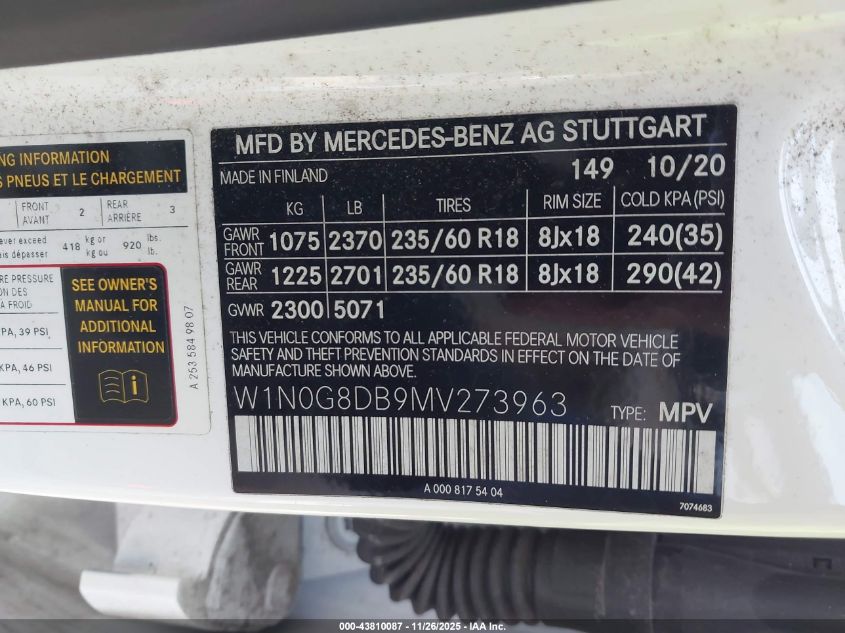 NG INFORMATION
S PNEUS ET LE CHARGEMENT
FRONT AVANT 2 REAR ARRIÈRE 3
ever exceed 418 kg or 920 lbs.
ais dépasser kg ou lb.
RE PRESSURE
ON DES
A FROID
KPA, 39 PSI
KPA, 46 PSI
KPA, 60 PSI
SEE OWNER'S
MANUAL FOR
ADDITIONAL
INFORMATION
A 253 584 98 07
MFD BY MERCEDES-BENZ AG STUTTGART
MADE IN FINLAND 149 10/20
KG LB TIRES RIM SIZE COLD KPA (PSI)
GAWR FRONT 1075 2370 235/60 R18 8Jx18 240(35)
GAWR REAR 1225 2701 235/60 R18 8Jx18 290(42)
GVWR 2300 5071
THIS VEHICLE CONFORMS TO ALL APPLICABLE FEDERAL MOTOR VEHICLE
SAFETY AND THEFT PREVENTION STANDARDS IN EFFECT ON THE DATE OF
MANUFACTURE SHOWN ABOVE.
W1N0G8DB9MV273963 TYPE: MPV
A 000 817 54 04
7074683
000-43810087 - 11/26/2025 - IAA Inc.